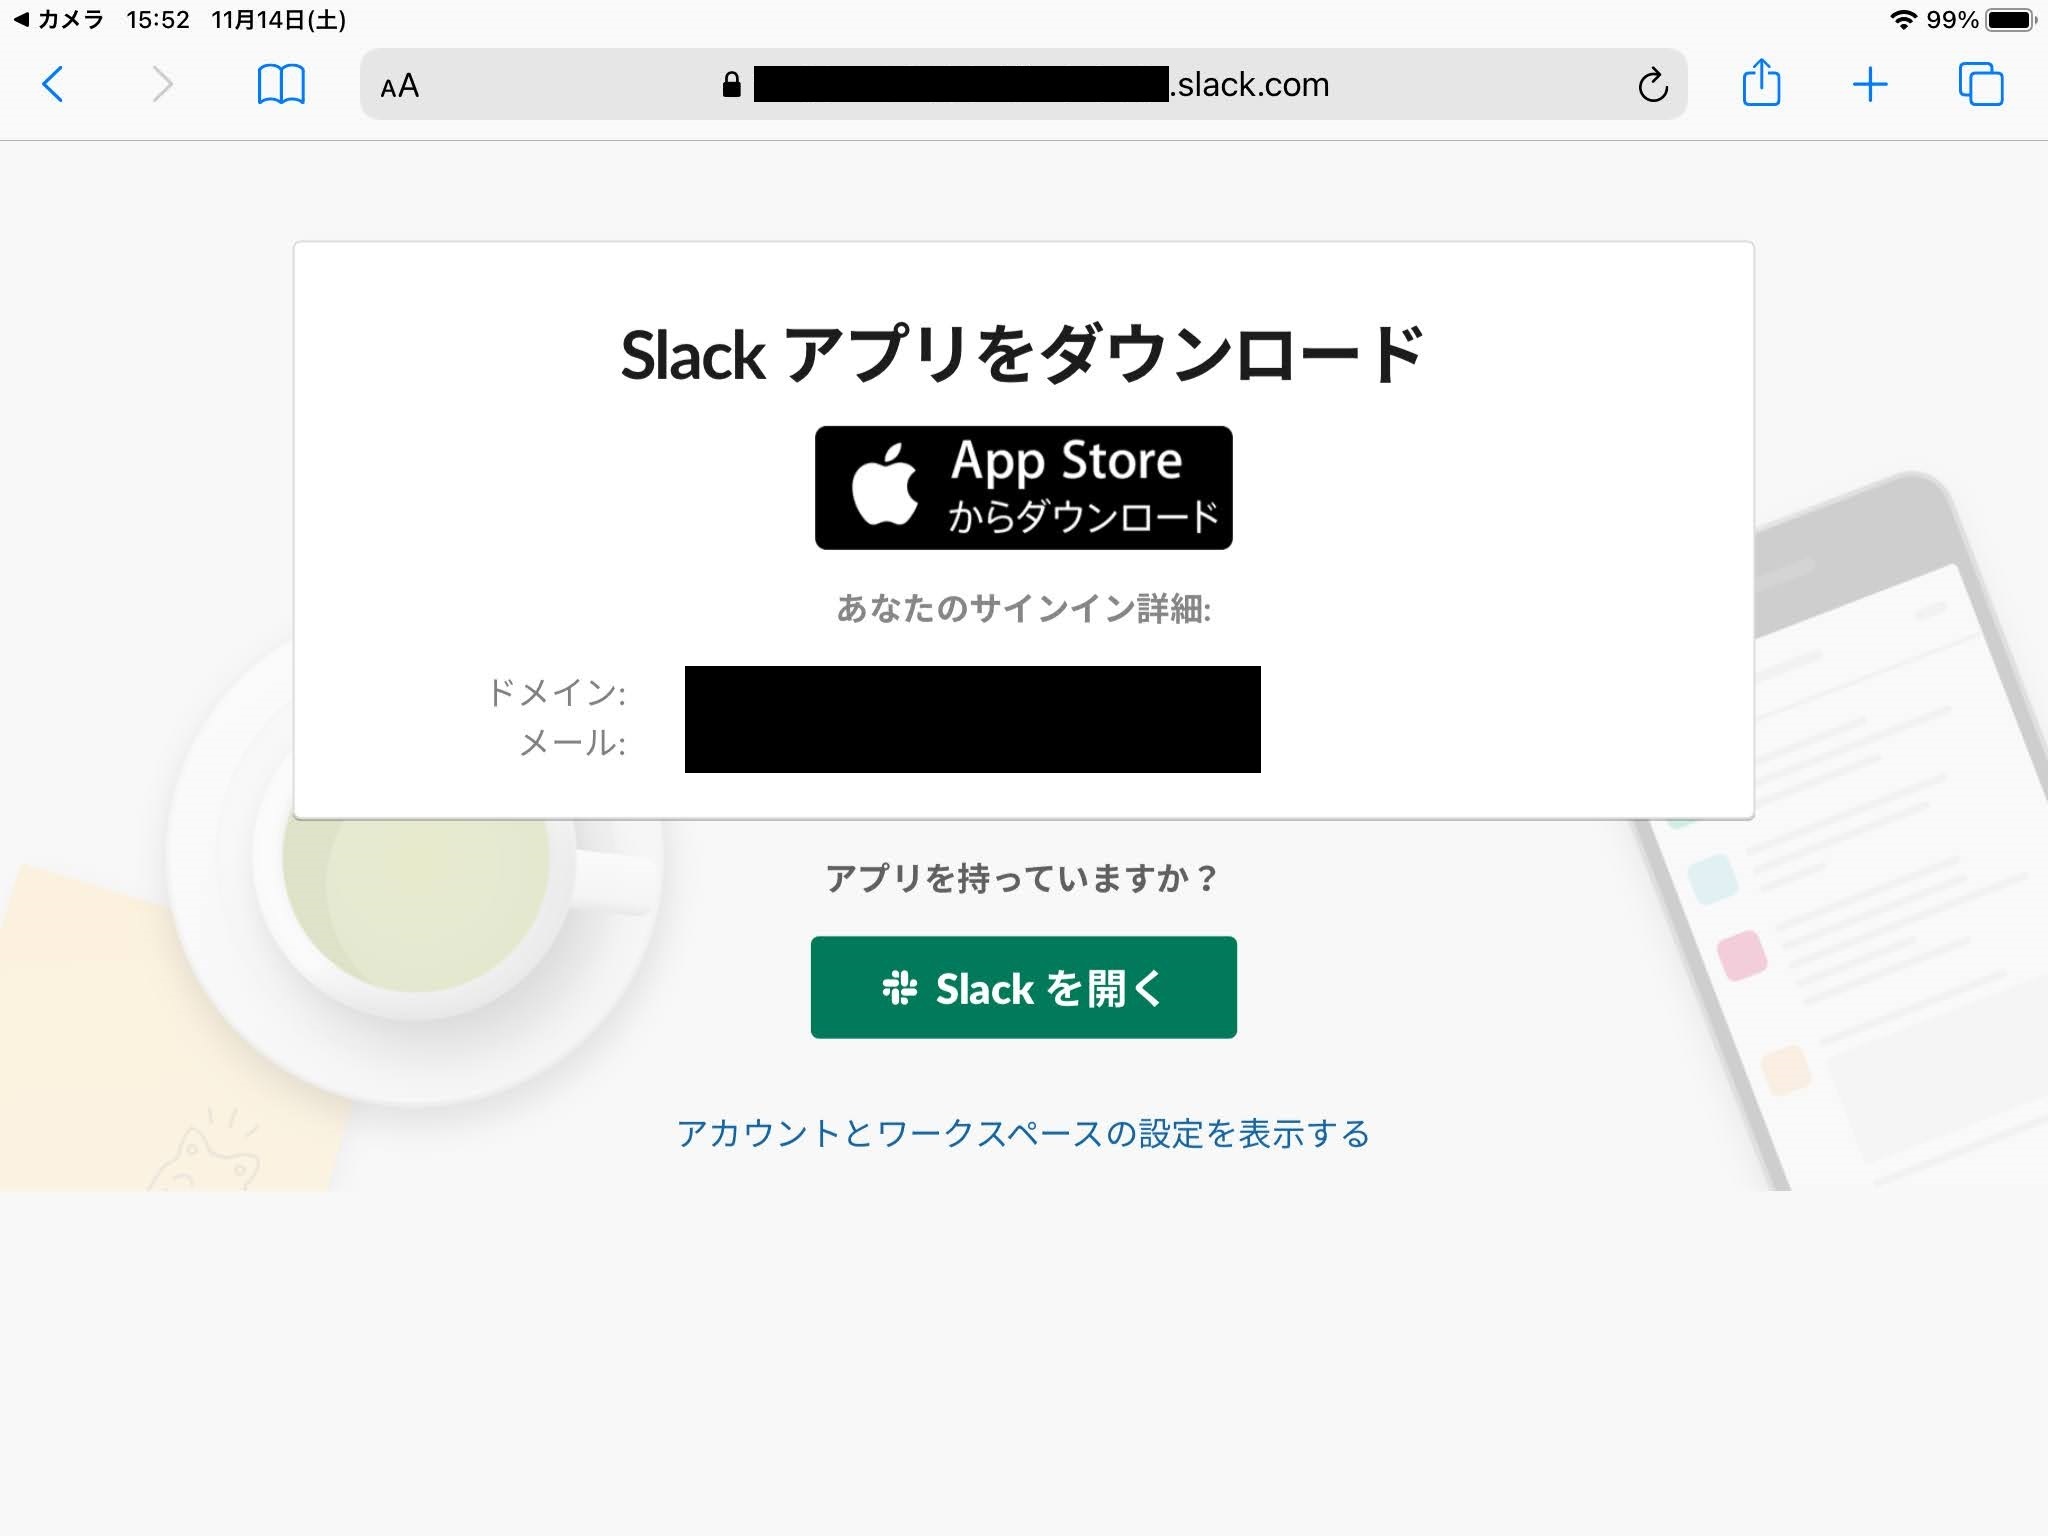 カメラ 15:52 11月14日(土) 99%
AA .slack.com
Slack アプリをダウンロード
App Store
からダウンロード
あなたのサインイン詳細:
ドメイン:
メール:
アプリを持っていますか？
Slack を開く
アカウントとワークスペースの設定を表示する